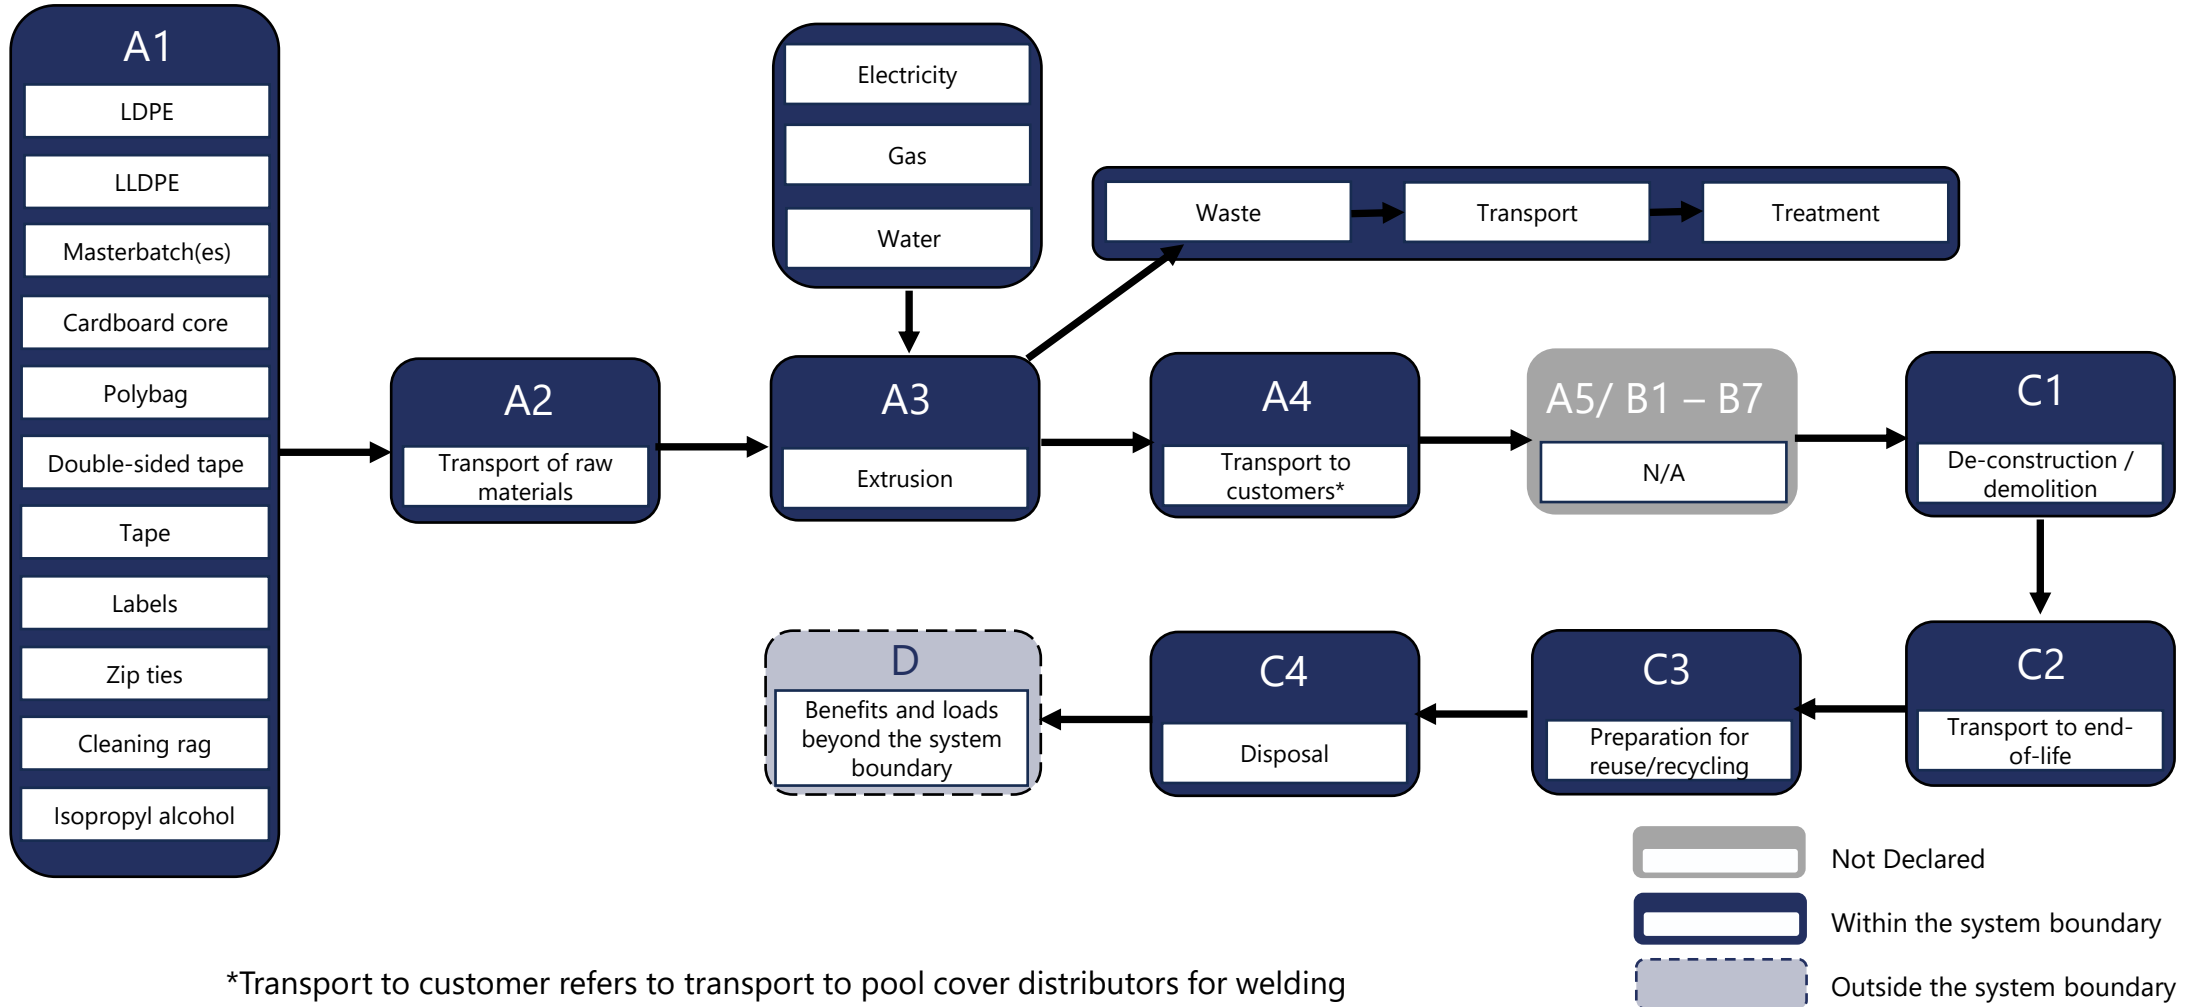 A1
LDPE
LLDPE
Masterbatch(es)
Cardboard core
Polybag
Double-sided tape
Tape
Labels
Zip ties
Cleaning rag
Isopropyl alcohol
A2
Transport of raw
materials
Electricity
Gas
Water
A3
Extrusion
Waste
Transport
Treatment
A4
Transport to
customers*
A5/ B1 – B7
N/A
C1
De-construction /
demolition
C2
Transport to end-
of-life
C3
Preparation for
reuse/recycling
C4
Disposal
D
Benefits and loads
beyond the system
boundary
Not Declared
Within the system boundary
Outside the system boundary
*Transport to customer refers to transport to pool cover distributors for welding